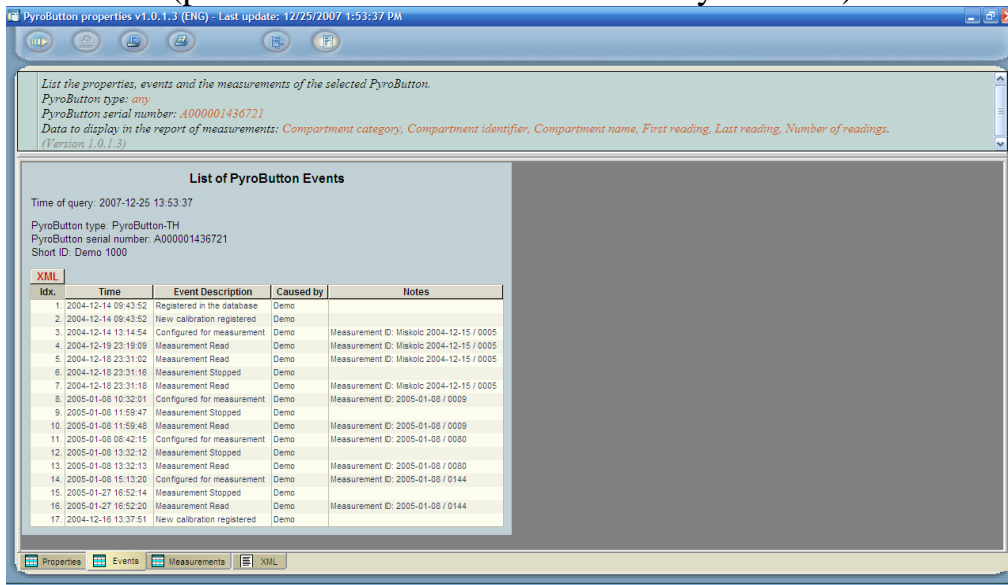 PyroButton properties v1.0.1.3 (ENG) - Last update: 12/25/2007 1:53:37 PM
List the properties, events and the measurements of the selected PyroButton.
PyroButton type: any
PyroButton serial number: A000001436721
Data to display in the report of measurements: Compartment category, Compartment identifier, Compartment name, First reading, Last reading, Number of readings.
(Version 1.0.1.3)
List of PyroButton Events
Time of query: 2007-12-25 13:53:37
PyroButton type: PyroButton-TH
PyroButton serial number: A000001436721
Short ID: Demo 1000
XML
Idx. Time Event Description Caused by Notes
1. 2004-12-14 09:43:52 Registered in the database Demo
2. 2004-12-14 09:43:52 New calibration registered Demo
3. 2004-12-14 13:14:54 Configured for measurement Demo Measurement ID: Miskolc 2004-12-15 / 0005
4. 2004-12-19 23:19:09 Measurement Read Demo Measurement ID: Miskolc 2004-12-15 / 0005
5. 2004-12-18 23:31:02 Measurement Read Demo Measurement ID: Miskolc 2004-12-15 / 0005
6. 2004-12-18 23:31:16 Measurement Stopped Demo
7. 2004-12-18 23:31:18 Measurement Read Demo Measurement ID: Miskolc 2004-12-15 / 0005
8. 2005-01-08 10:32:01 Configured for measurement Demo Measurement ID: 2005-01-08 / 0009
9. 2005-01-08 11:59:47 Measurement Stopped Demo
10. 2005-01-08 11:59:48 Measurement Read Demo Measurement ID: 2005-01-08 / 0009
11. 2005-01-08 08:42:15 Configured for measurement Demo Measurement ID: 2005-01-08 / 0080
12. 2005-01-08 13:32:12 Measurement Stopped Demo
13. 2005-01-08 13:32:13 Measurement Read Demo Measurement ID: 2005-01-08 / 0080
14. 2005-01-08 15:13:20 Configured for measurement Demo Measurement ID: 2005-01-08 / 0144
15. 2005-01-27 16:52:14 Measurement Stopped Demo
16. 2005-01-27 16:52:20 Measurement Read Demo Measurement ID: 2005-01-08 / 0144
17. 2004-12-16 13:37:51 New calibration registered Demo
Properties Events Measurements XML